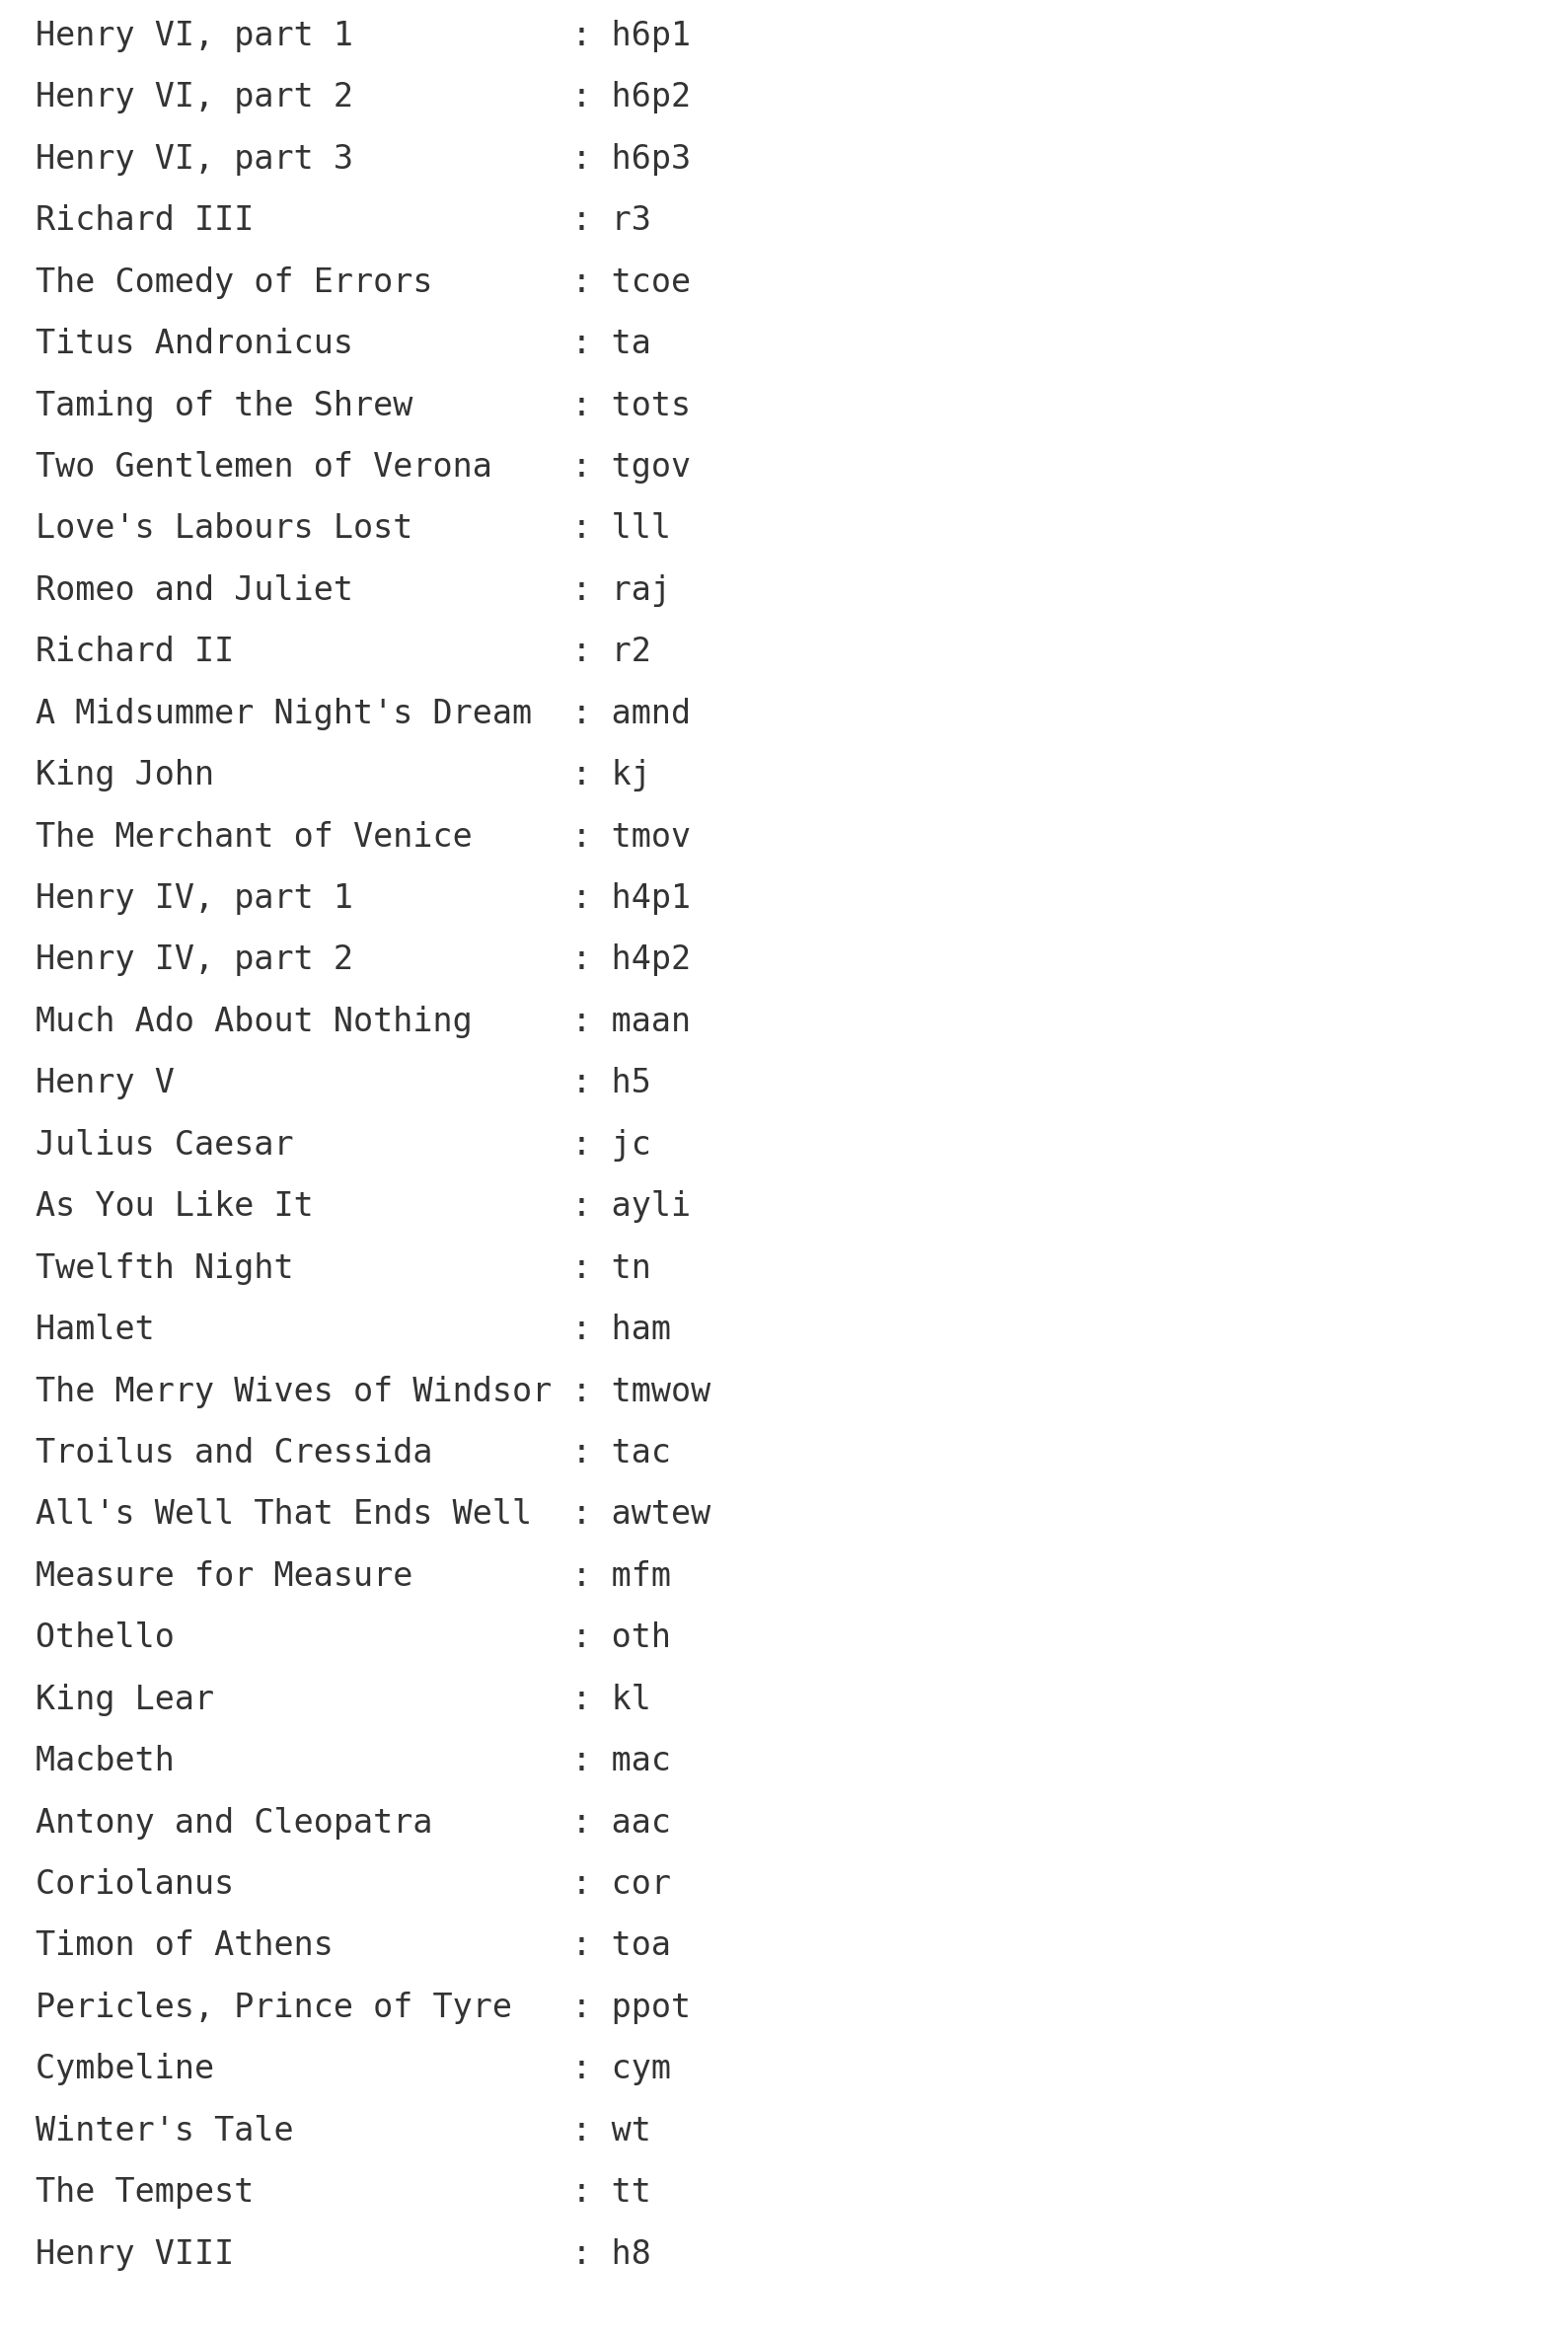 Henry VI, part 1           : h6p1
Henry VI, part 2           : h6p2
Henry VI, part 3           : h6p3
Richard III                : r3
The Comedy of Errors       : tcoe
Titus Andronicus           : ta
Taming of the Shrew        : tots
Two Gentlemen of Verona    : tgov
Love's Labours Lost        : lll
Romeo and Juliet           : raj
Richard II                 : r2
A Midsummer Night's Dream  : amnd
King John                  : kj
The Merchant of Venice     : tmov
Henry IV, part 1           : h4p1
Henry IV, part 2           : h4p2
Much Ado About Nothing     : maan
Henry V                    : h5
Julius Caesar              : jc
As You Like It             : ayli
Twelfth Night              : tn
Hamlet                     : ham
The Merry Wives of Windsor : tmwow
Troilus and Cressida       : tac
All's Well That Ends Well  : awtew
Measure for Measure        : mfm
Othello                    : oth
King Lear                  : kl
Macbeth                    : mac
Antony and Cleopatra       : aac
Coriolanus                 : cor
Timon of Athens            : toa
Pericles, Prince of Tyre   : ppot
Cymbeline                  : cym
Winter's Tale              : wt
The Tempest                : tt
Henry VIII                 : h8